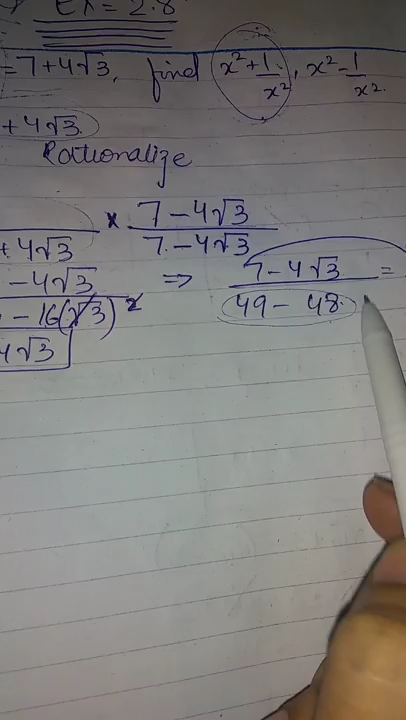 Ex = 2.8
= 7 + 4√3, find x² + 1/x², x² - 1/x².
+ 4√3
Rationalize
× 7 - 4√3 / 7 - 4√3
+ 4√3
- 4√3 ⇒ 7 - 4√3 / 49 - 48 =
- 16(√3)²
4√3